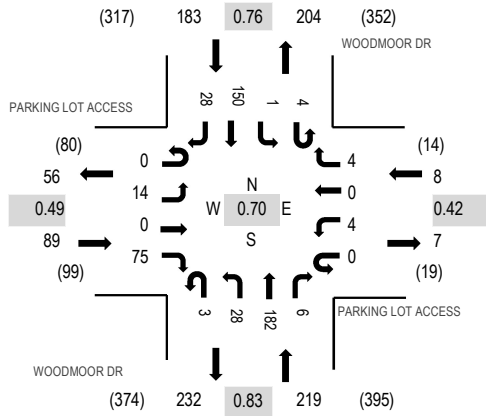 (317) 183 0.76 204 (352)
WOODMOOR DR
28 150 1 4
PARKING LOT ACCESS
(80) 0 4 (14)
56 14 N 0 8
0.49 0 W 0.70 E 4 0.42
89 75 S 0 7
(99) (19)
3 28 182 6
PARKING LOT ACCESS
WOODMOOR DR
(374) 232 0.83 219 (395)